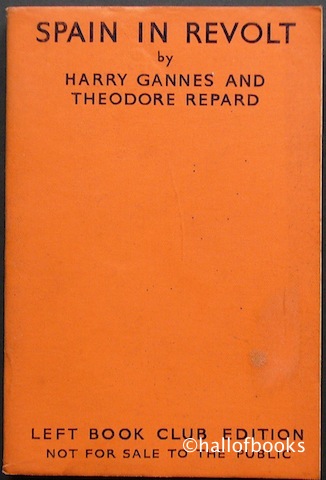 SPAIN IN REVOLT
by
HARRY GANNES AND
THEODORE REPARD
LEFT BOOK CLUB EDITION
©hallofbooks
NOT FOR SALE TO THE PUBLIC